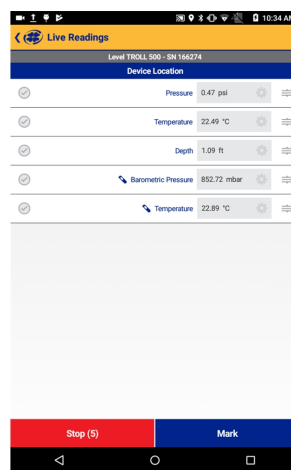 10:34 AM
Live Readings
Level TROLL 500 - SN 166274
Device Location
Pressure 0.47 psi
Temperature 22.49 °C
Depth 1.09 ft
Barometric Pressure 852.72 mbar
Temperature 22.89 °C
Stop (5) Mark